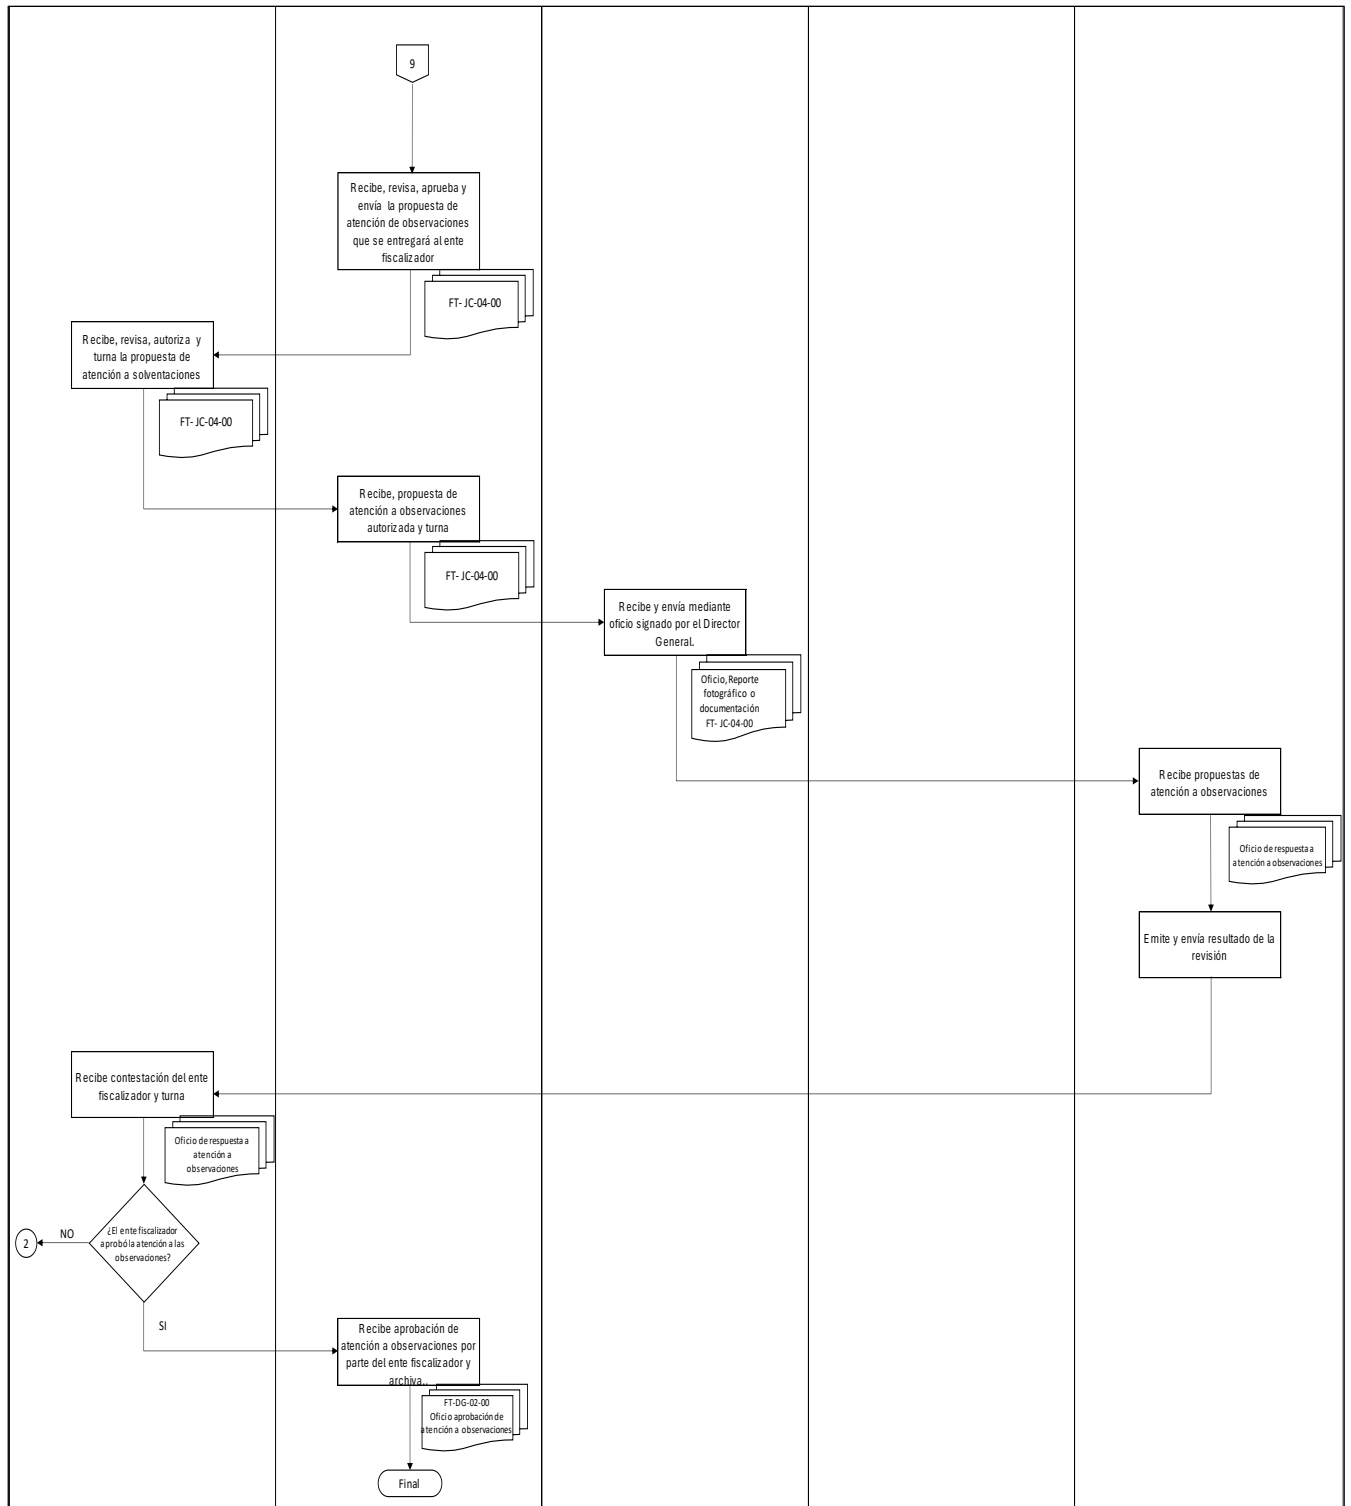 9
Recibe, revisa, aprueba y
envía la propuesta de
atención de observaciones
que se entregará al ente
fiscalizador
FT- JC-04-00
Recibe, revisa, autoriza y
turna la propuesta de
atención a solventaciones
FT- JC-04-00
Recibe, propuesta de
atención a observaciones
autorizada y turna
FT- JC-04-00
Recibe y envía mediante
oficio signado por el Director
General.
Oficio, Reporte
fotográfico o
documentación
FT- JC-04-00
Recibe propuestas de
atención a observaciones
Oficio de respuesta a
atención a observaciones
Emite y envía resultado de la
revisión
Recibe contestación del ente
fiscalizador y turna
Oficio de respuesta a
atención a
observaciones
¿El ente fiscalizador
aprobó la atención a las
observaciones?
NO
2
SI
Recibe aprobación de
atención a observaciones por
parte del ente fiscalizador y
archiva..
FT-DG-02-00
Oficio aprobación de
atención a observaciones
Final